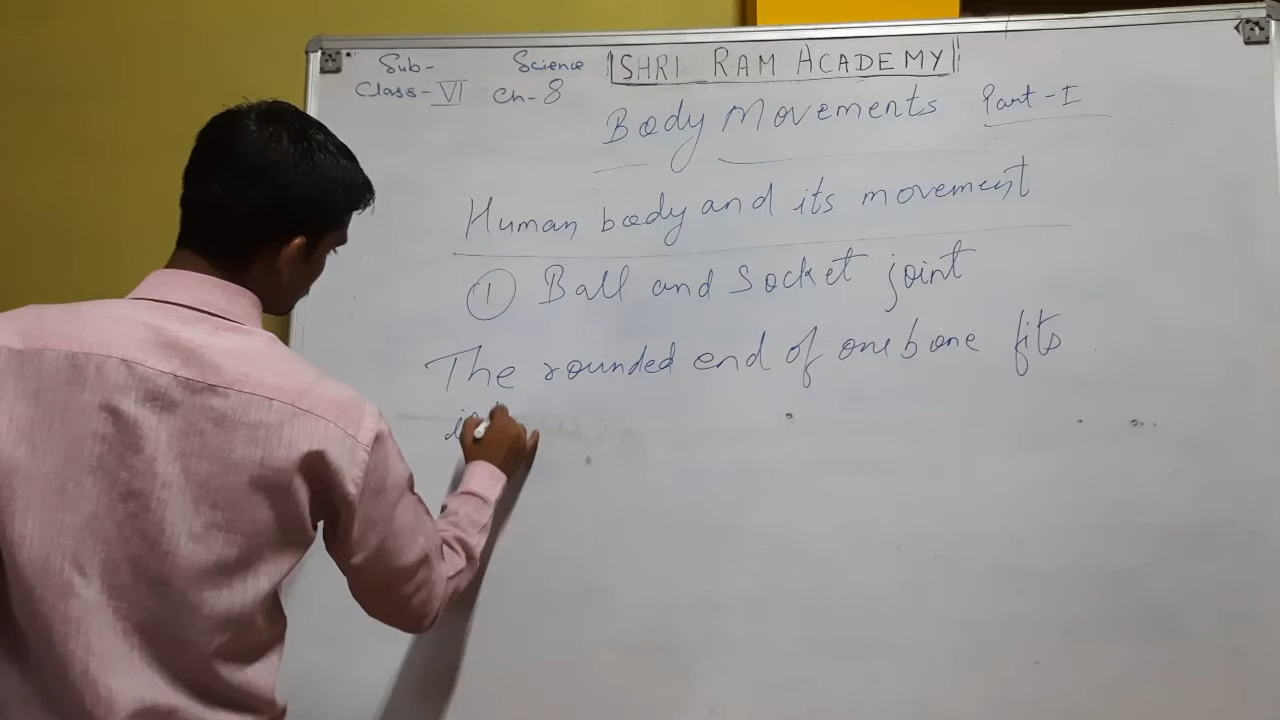 Sub- Science SHRI RAM ACADEMY
Class- VI Ch- 8
Body Movements Part-I
Human body and its movement
① Ball and Socket joint
The rounded end of one bone fits